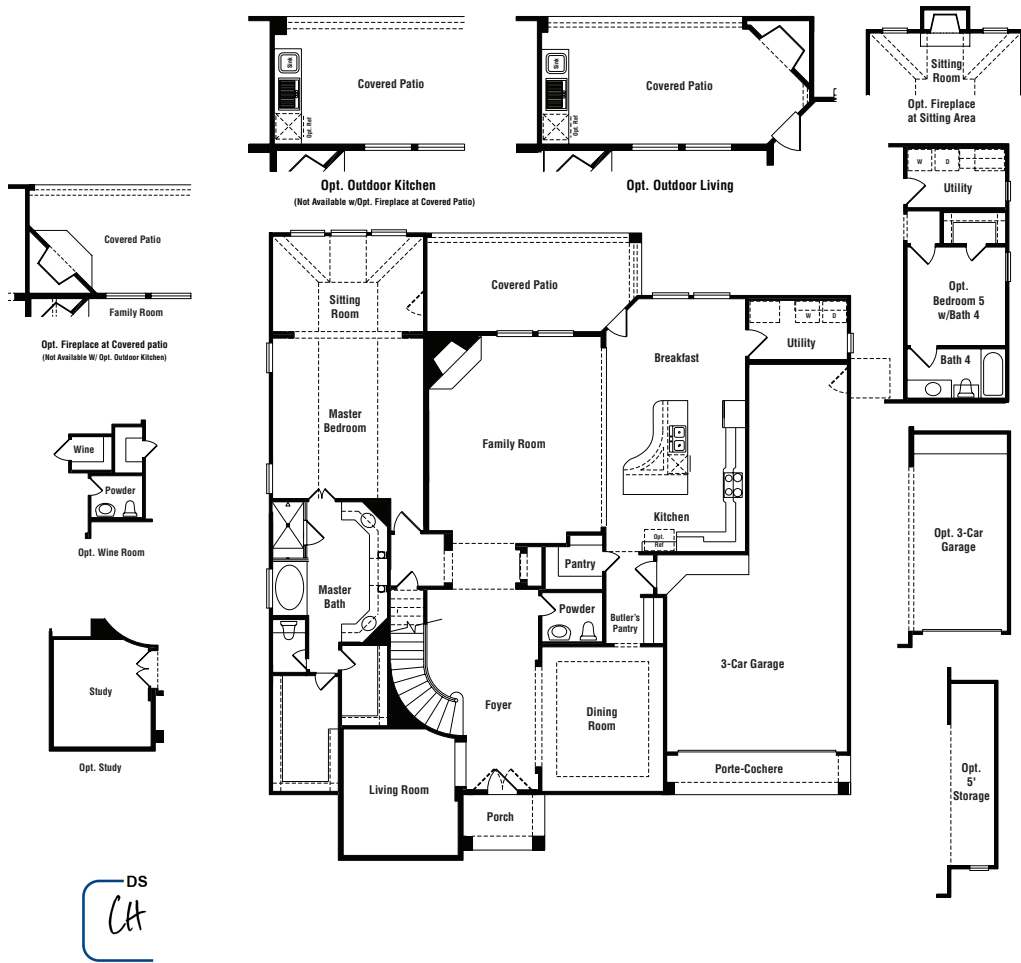 Sink
Opt. Ref
Covered Patio
Opt. Outdoor Kitchen
(Not Available w/Opt. Fireplace at Covered Patio)
Sink
Opt. Ref
Covered Patio
Opt. Outdoor Living
Sitting
Room
Opt. Fireplace
at Sitting Area
Covered Patio
Family Room
Opt. Fireplace at Covered patio
(Not Available W/ Opt. Outdoor Kitchen)
W
D
Utility
Opt.
Bedroom 5
w/Bath 4
Bath 4
Sitting
Room
Covered Patio
Breakfast
W
D
Utility
Master
Bedroom
Family Room
Kitchen
Opt.
Ref
Pantry
Master
Bath
Powder
Butler's
Pantry
3-Car Garage
Foyer
Dining
Room
Porte-Cochere
Living Room
Porch
Wine
Powder
Opt. Wine Room
Study
Opt. Study
Opt. 3-Car
Garage
Opt.
5'
Storage
DS
CH